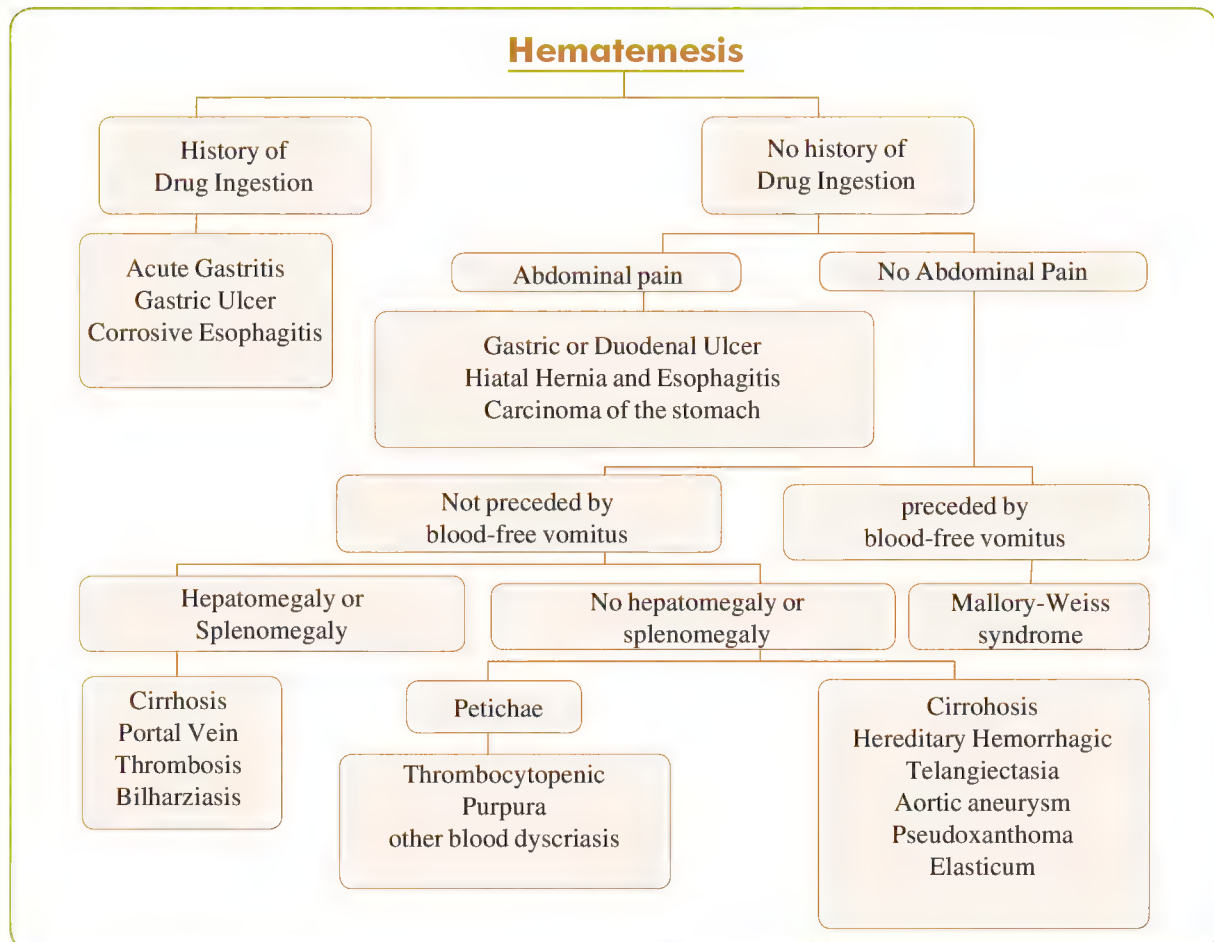 Hematemesis
History of
Drug Ingestion
No history of
Drug Ingestion
Acute Gastritis
Gastric Ulcer
Corrosive Esophagitis
Abdominal pain
No Abdominal Pain
Gastric or Duodenal Ulcer
Hiatal Hernia and Esophagitis
Carcinoma of the stomach
Not preceded by
blood-free vomitus
preceded by
blood-free vomitus
Hepatomegaly or
Splenomegaly
No hepatomegaly or
splenomegaly
Mallory-Weiss
syndrome
Cirrhosis
Portal Vein
Thrombosis
Bilharziasis
Petichae
Thrombocytopenic
Purpura
other blood dyscriasis
Cirrohosis
Hereditary Hemorrhagic
Telangiectasia
Aortic aneurysm
Pseudoxanthoma
Elasticum